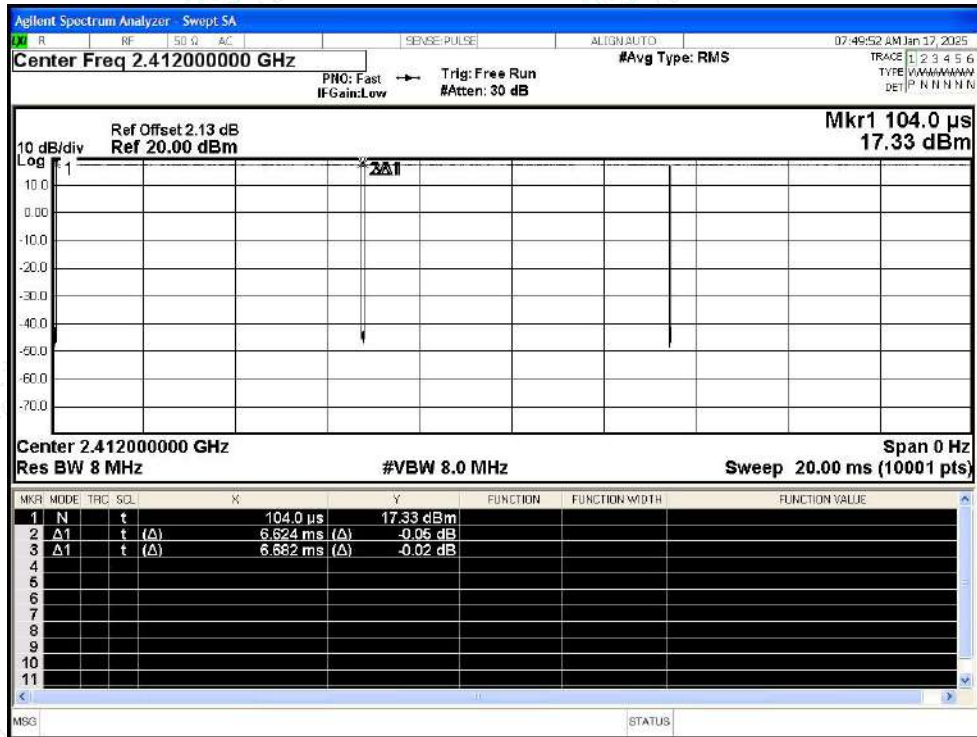 Agilent Spectrum Analyzer - Swept SA
LXI R RF 50 Ω AC SENSE:PULSE ALIGN AUTO 07:49:52 AM Jan 17, 2025
Center Freq 2.412000000 GHz #Avg Type: RMS TRACE 1 2 3 4 5 6
PNO: Fast Trig: Free Run TYPE
IFGain:Low #Atten: 30 dB DET P N N N N N
Mkr1 104.0 µs
Ref Offset 2.13 dB
10 dB/div Ref 20.00 dBm 17.33 dBm
Log
1
10.0
0.00
-10.0
-20.0
-30.0
-40.0
-50.0
-60.0
-70.0
Center 2.412000000 GHz Span 0 Hz
Res BW 8 MHz #VBW 8.0 MHz Sweep 20.00 ms (10001 pts)
MKR MODE TRC SCL X Y FUNCTION FUNCTION WIDTH FUNCTION VALUE
1 N t 104.0 µs 17.33 dBm
2 Δ1 t (Δ) 6.624 ms (Δ) -0.05 dB
3 Δ1 t (Δ) 6.682 ms (Δ) -0.02 dB
4
5
6
7
8
9
10
11
MSG STATUS